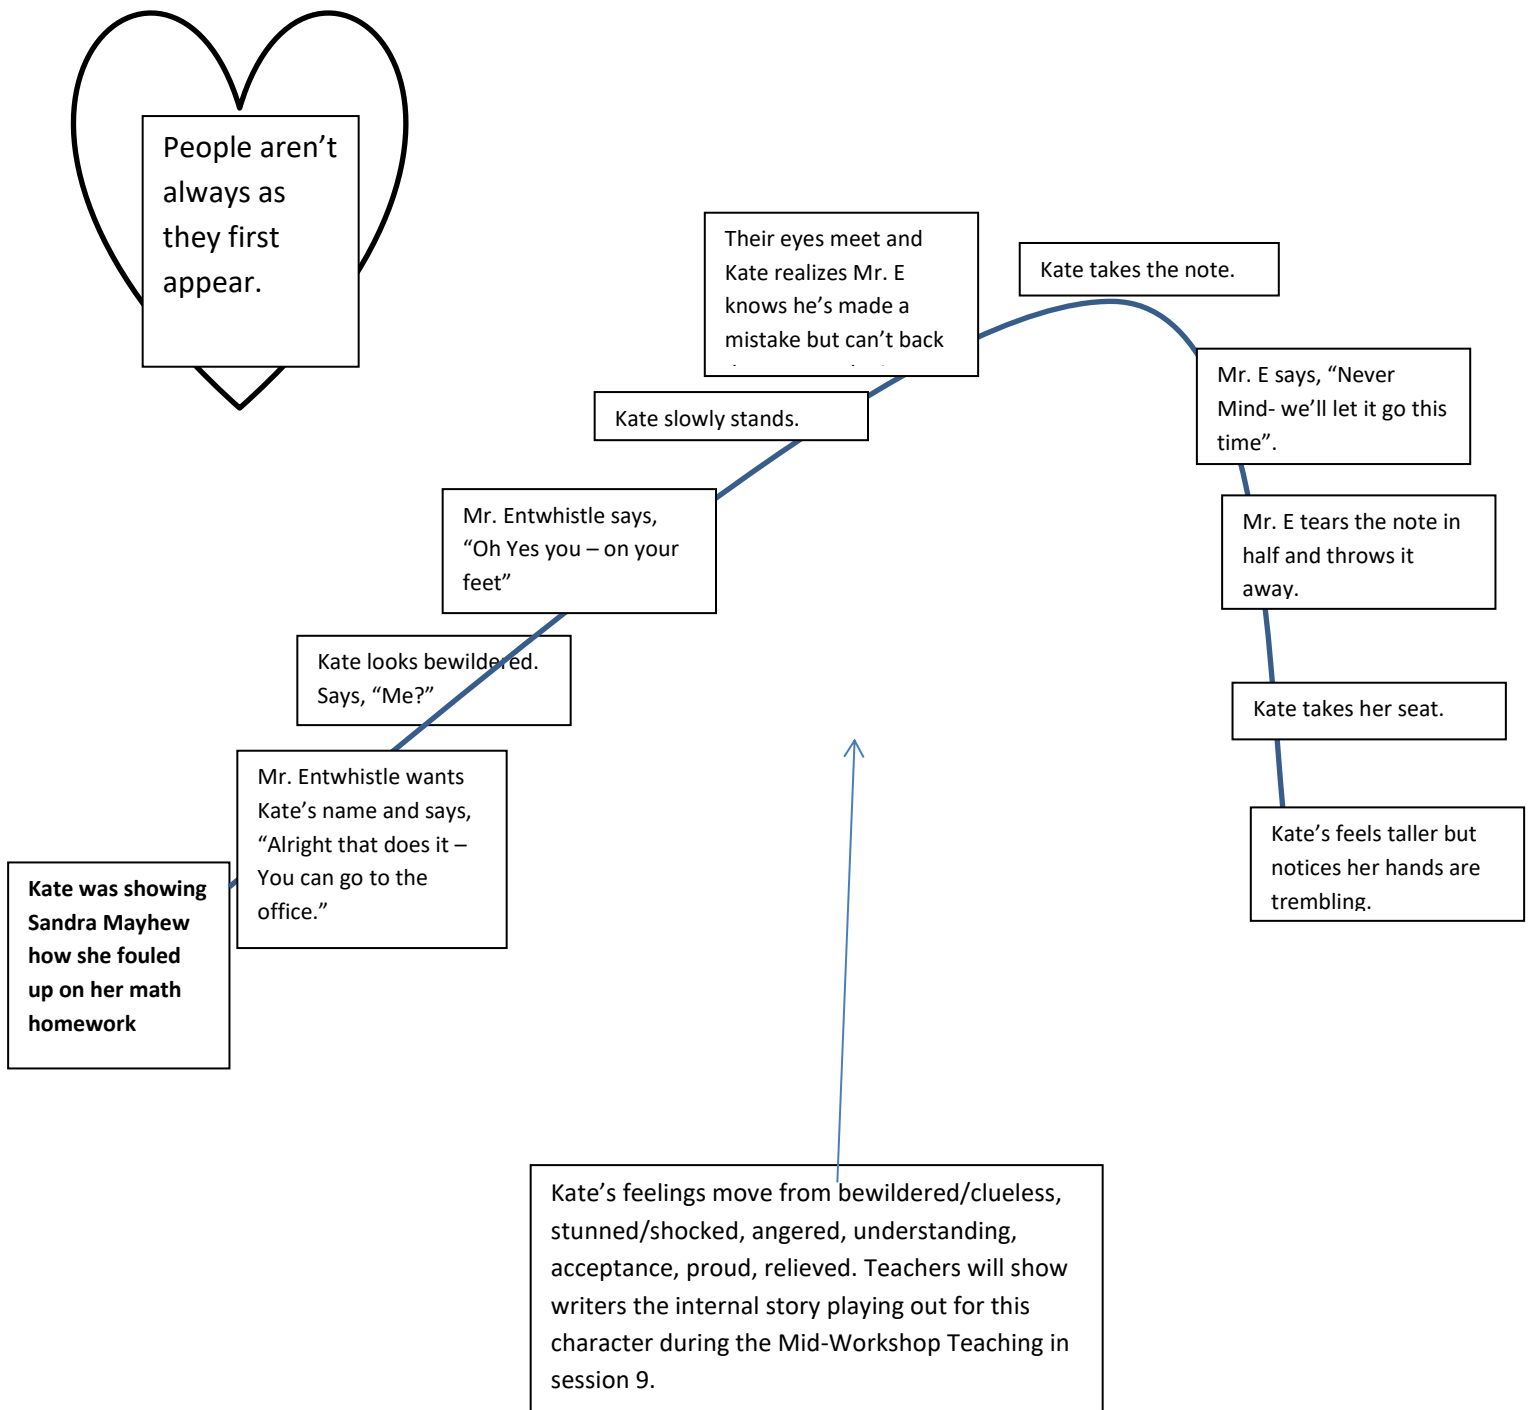 People aren't
always as
they first
appear.
Their eyes meet and
Kate realizes Mr. E
knows he's made a
mistake but can't back
Kate takes the note.
Mr. E says, “Never
Mind- we'll let it go this
time”.
Kate slowly stands.
Mr. Entwhistle says,
“Oh Yes you – on your
feet”
Mr. E tears the note in
half and throws it
away.
Kate looks bewildered.
Says, “Me?”
Kate takes her seat.
Mr. Entwhistle wants
Kate's name and says,
“Alright that does it –
You can go to the
office.”
Kate's feels taller but
notices her hands are
trembling.
Kate was showing
Sandra Mayhew
how she fouled
up on her math
homework
Kate's feelings move from bewildered/clueless,
stunned/shocked, angered, understanding,
acceptance, proud, relieved. Teachers will show
writers the internal story playing out for this
character during the Mid-Workshop Teaching in
session 9.